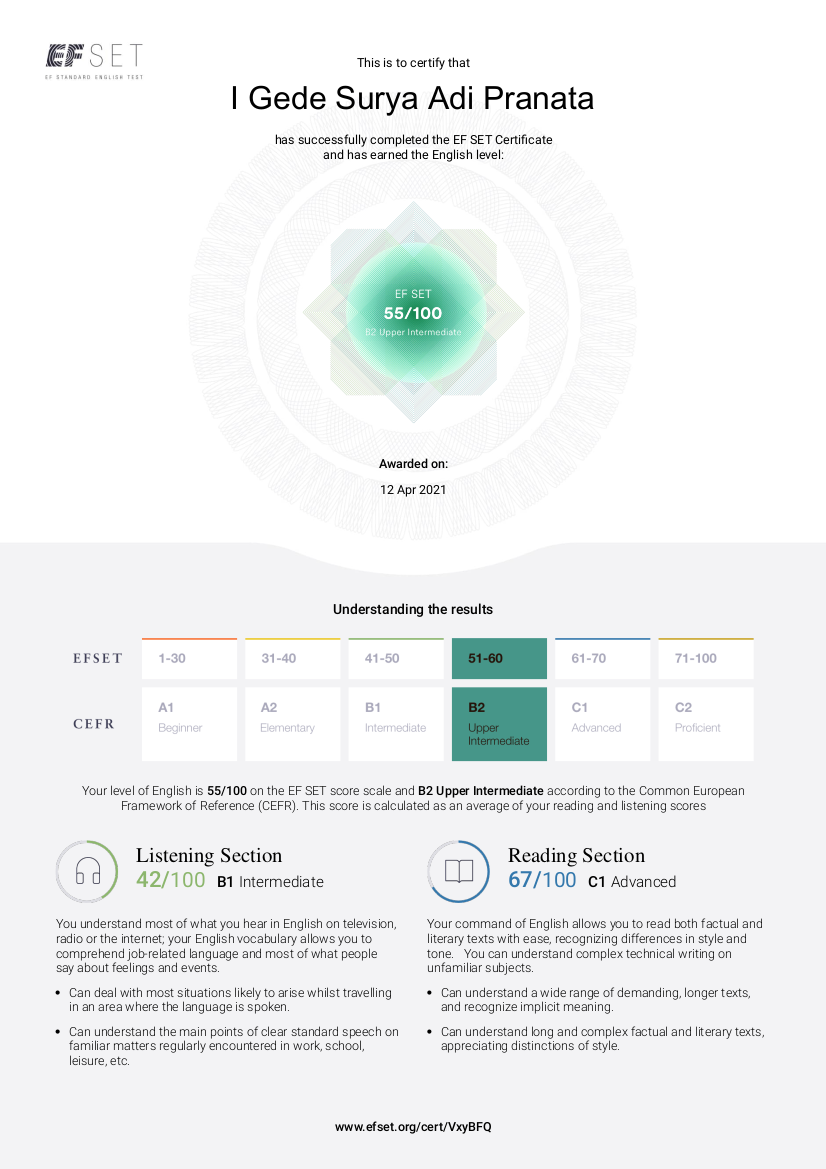 EF SET
EF STANDARD ENGLISH TEST
This is to certify that
I Gede Surya Adi Pranata
has successfully completed the EF SET Certificate
and has earned the English level:
EF SET
55/100
B2 Upper Intermediate
Awarded on:
12 Apr 2021
Understanding the results
EFSET 1-30 31-40 41-50 51-60 61-70 71-100
CEFR
A1
Beginner
A2
Elementary
B1
Intermediate
B2
Upper
Intermediate
C1
Advanced
C2
Proficient
Your level of English is 55/100 on the EF SET score scale and B2 Upper Intermediate according to the Common European
Framework of Reference (CEFR). This score is calculated as an average of your reading and listening scores
Listening Section
42/100 B1 Intermediate
You understand most of what you hear in English on television,
radio or the internet; your English vocabulary allows you to
comprehend job-related language and most of what people
say about feelings and events.
• Can deal with most situations likely to arise whilst travelling
in an area where the language is spoken.
• Can understand the main points of clear standard speech on
familiar matters regularly encountered in work, school,
leisure, etc.
Reading Section
67/100 C1 Advanced
Your command of English allows you to read both factual and
literary texts with ease, recognizing differences in style and
tone. You can understand complex technical writing on
unfamiliar subjects.
• Can understand a wide range of demanding, longer texts,
and recognize implicit meaning.
• Can understand long and complex factual and literary texts,
appreciating distinctions of style.
www.efset.org/cert/VxyBFQ